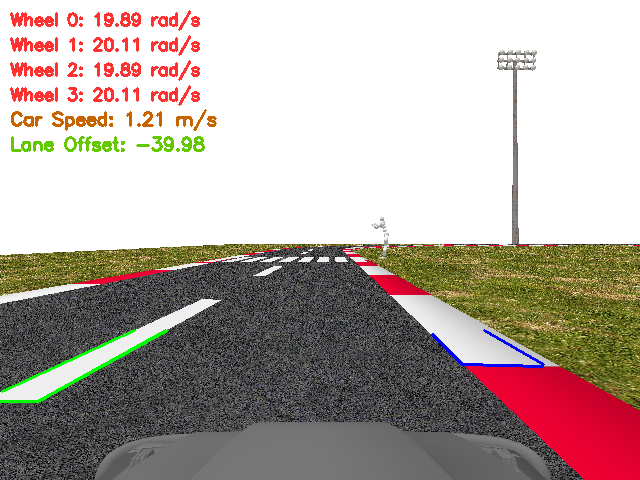 Wheel 0: 19.89 rad/s
Wheel 1: 20.11 rad/s
Wheel 2: 19.89 rad/s
Wheel 3: 20.11 rad/s
Car Speed: 1.21 m/s
Lane Offset: -39.98